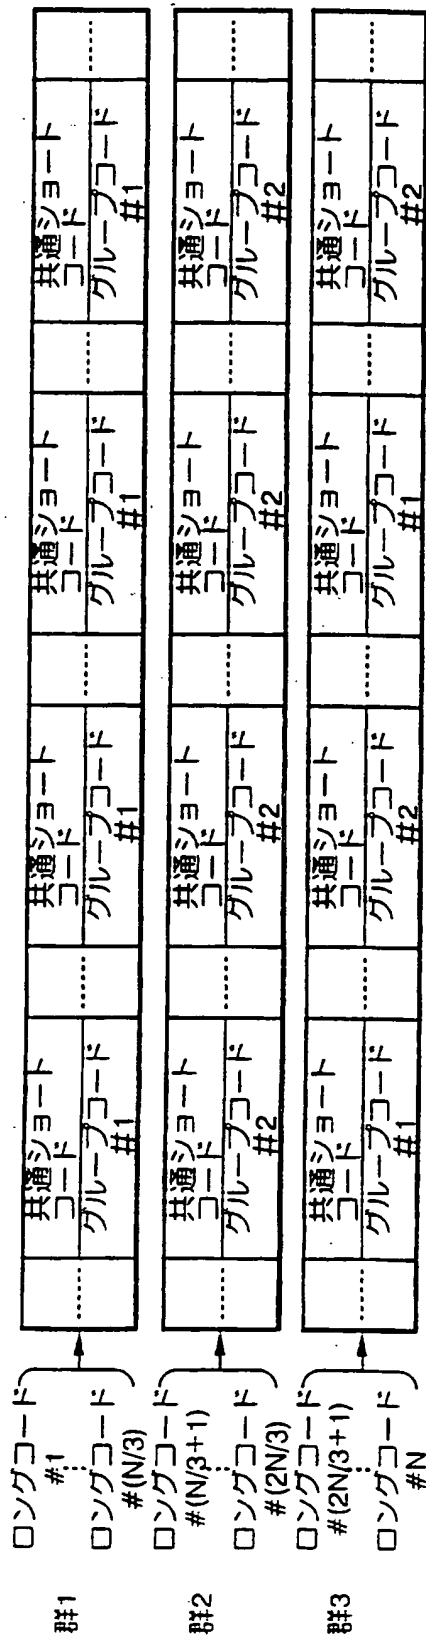 群1
ロングコード
#1
ロングコード
#(N/3)
共通ショート
コード
グループコード
#1
共通ショート
コード
グループコード
#1
共通ショート
コード
グループコード
#1
共通ショート
コード
グループコード
#1
群2
ロングコード
#(N/3+1)
ロングコード
#(2N/3)
共通ショート
コード
グループコード
#2
共通ショート
コード
グループコード
#2
共通ショート
コード
グループコード
#2
共通ショート
コード
グループコード
#2
群3
ロングコード
#(2N/3+1)
ロングコード
#N
共通ショート
コード
グループコード
#1
共通ショート
コード
グループコード
#2
共通ショート
コード
グループコード
#1
共通ショート
コード
グループコード
#2